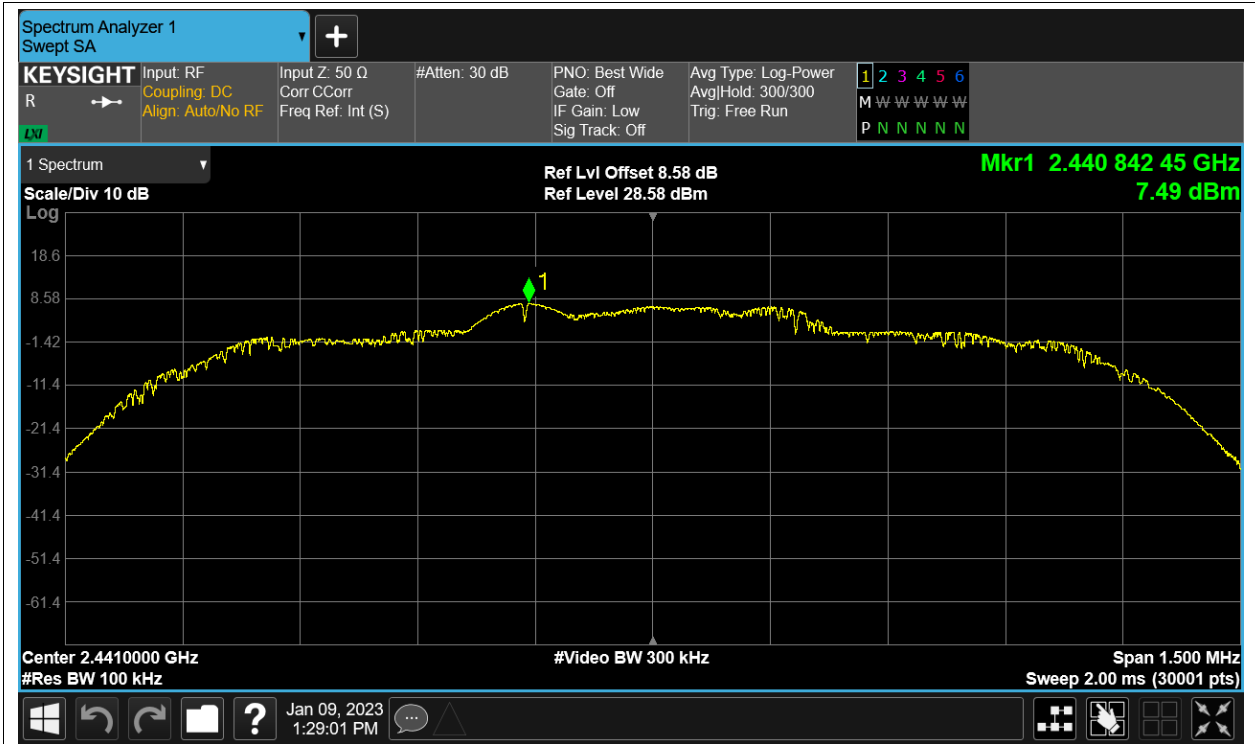 Spectrum Analyzer 1
Swept SA
KEYSIGHT
R
LXI
Input: RF
Coupling: DC
Align: Auto/No RF
Input Z: 50 Ω
Corr CCorr
Freq Ref: Int (S)
#Atten: 30 dB
PNO: Best Wide
Gate: Off
IF Gain: Low
Sig Track: Off
Avg Type: Log-Power
Avg|Hold: 300/300
Trig: Free Run
1 2 3 4 5 6
M W W W W W
P N N N N N
1 Spectrum
Scale/Div 10 dB
Log
Ref Lvl Offset 8.58 dB
Ref Level 28.58 dBm
Mkr1 2.440 842 45 GHz
7.49 dBm
1
18.6
8.58
-1.42
-11.4
-21.4
-31.4
-41.4
-51.4
-61.4
Center 2.4410000 GHz
#Video BW 300 kHz
Span 1.500 MHz
#Res BW 100 kHz
Sweep 2.00 ms (30001 pts)
?
Jan 09, 2023
1:29:01 PM